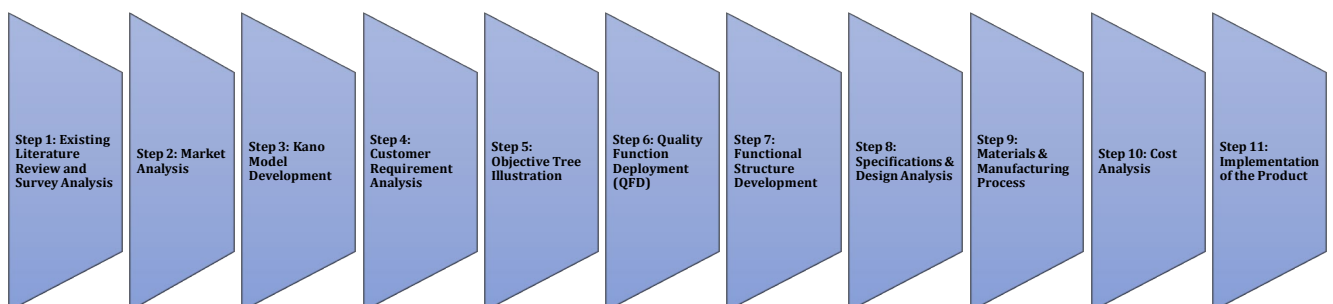 Step 1: Existing
Literature
Review and
Survey Analysis
Step 2: Market
Analysis
Step 3: Kano
Model
Development
Step 4:
Customer
Requirement
Analysis
Step 5:
Objective Tree
Illustration
Step 6: Quality
Function
Deployment
(QFD)
Step 7:
Functional
Structure
Development
Step 8:
Specifications &
Design Analysis
Step 9:
Materials &
Manufacturing
Process
Step 10: Cost
Analysis
Step 11:
Implementation
of the Product